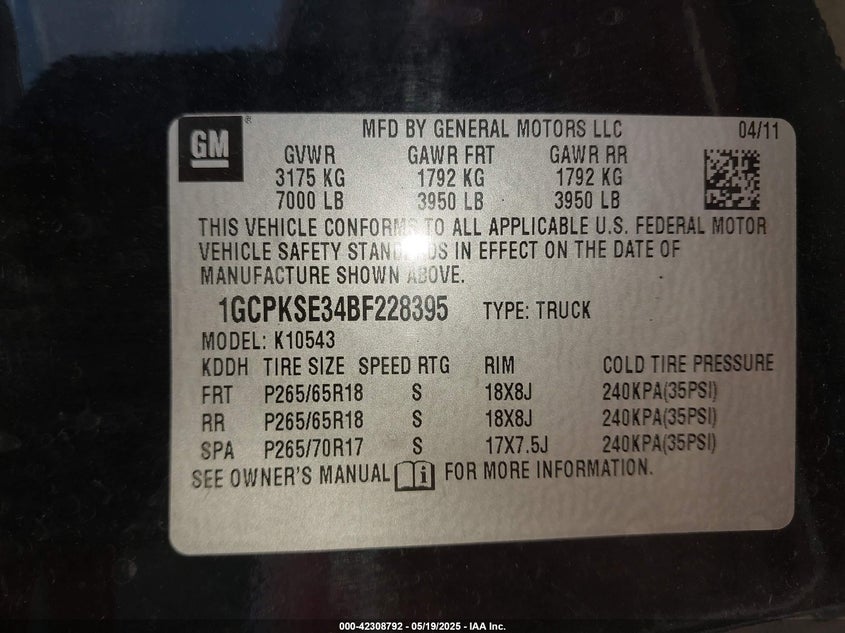 GM
MFD BY GENERAL MOTORS LLC 04/11
GVWR GAWR FRT GAWR RR
3175 KG 1792 KG 1792 KG
7000 LB 3950 LB 3950 LB
THIS VEHICLE CONFORMS TO ALL APPLICABLE U.S. FEDERAL MOTOR
VEHICLE SAFETY STANDARDS IN EFFECT ON THE DATE OF
MANUFACTURE SHOWN ABOVE.
1GCPKSE34BF228395 TYPE: TRUCK
MODEL: K10543
KDDH TIRE SIZE SPEED RTG RIM COLD TIRE PRESSURE
FRT P265/65R18 S 18X8J 240KPA(35PSI)
RR P265/65R18 S 18X8J 240KPA(35PSI)
SPA P265/70R17 S 17X7.5J 240KPA(35PSI)
SEE OWNER'S MANUAL i FOR MORE INFORMATION.
000-42308792 - 05/19/2025 - IAA Inc.